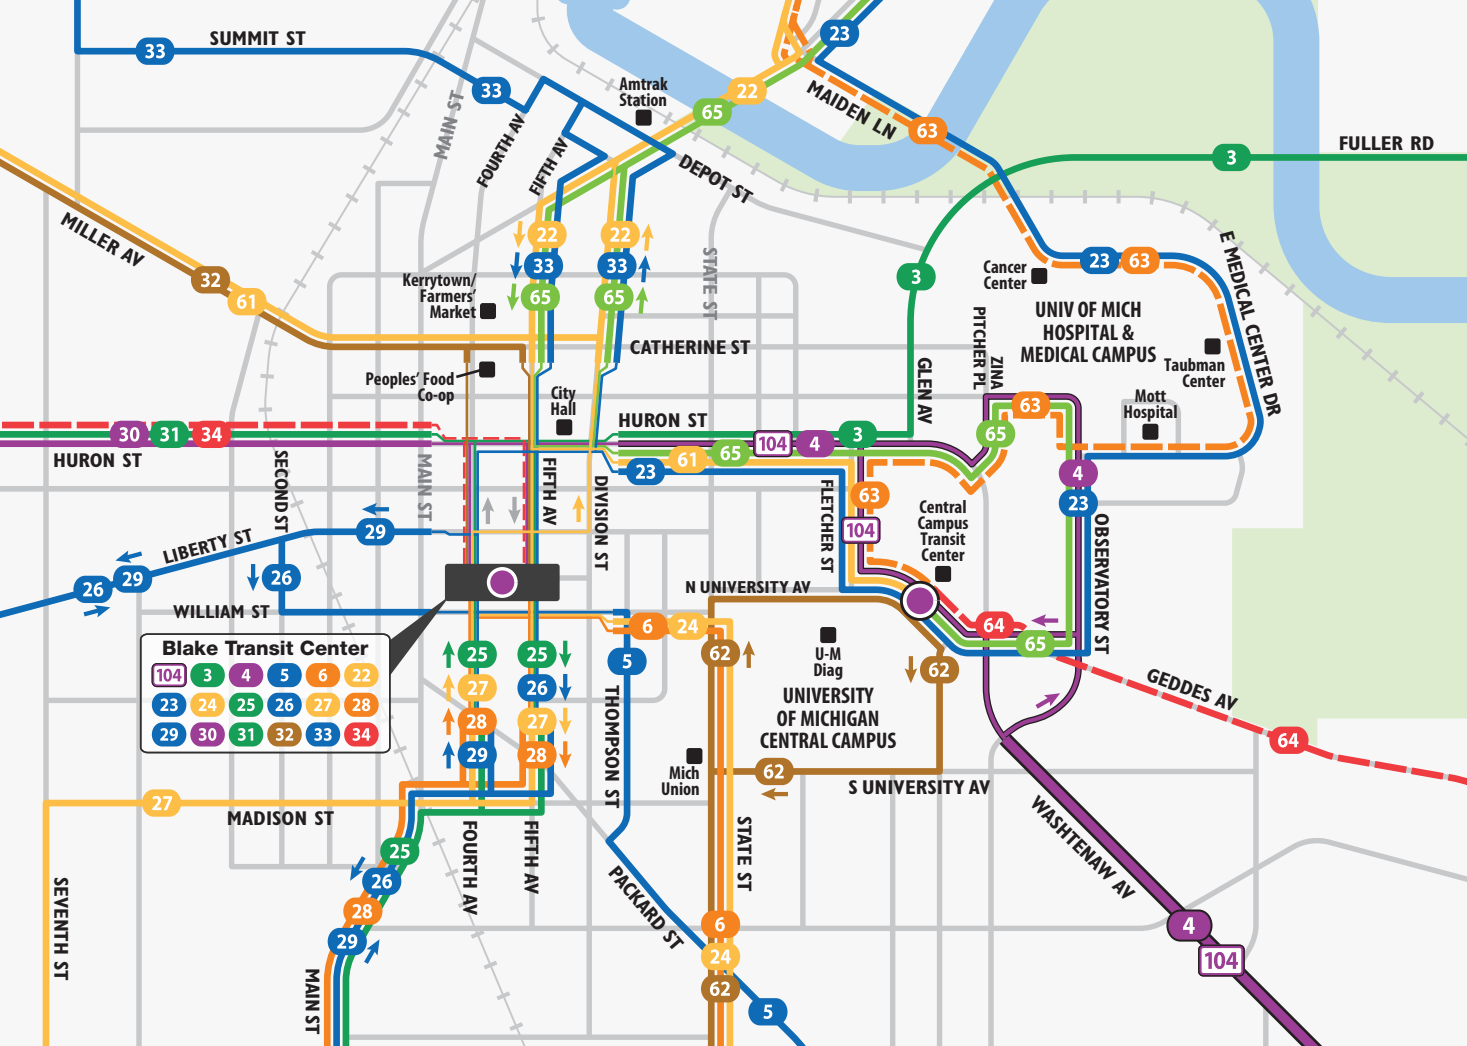 SUMMIT ST
33
33
23
Amtrak
Station
22
65
MAIDEN LN
63
FULLER RD
3
MAIN ST
FOURTH AV
FIFTH AV
DEPOT ST
MILLER AV
32
61
22
22
33
33
65
65
STATE ST
3
Cancer
Center
23
63
E MEDICAL CENTER DR
Kerrytown/
Farmers'
Market
UNIV OF MICH
HOSPITAL &
MEDICAL CAMPUS
PITCHER PL
ZINA
Taubman
Center
CATHERINE ST
Peoples' Food
Co-op
City
Hall
GLEN AV
Mott
Hospital
63
30
31
34
HURON ST
HURON ST
104
4
3
65
61
65
23
4
23
SECOND ST
MAIN ST
FIFTH AV
DIVISION ST
FLETCHER ST
63
104
Central
Campus
Transit
Center
OBSERVATORY ST
LIBERTY ST
29
26
29
26
WILLIAM ST
N UNIVERSITY AV
6
24
64
65
Blake Transit Center
104
3
4
5
6
22
23
24
25
26
27
28
29
30
31
32
33
34
25
25
27
26
28
27
29
28
5
62
U-M
Diag
62
THOMPSON ST
UNIVERSITY
OF MICHIGAN
CENTRAL CAMPUS
GEDDES AV
64
Mich
Union
62
S UNIVERSITY AV
27
MADISON ST
FOURTH AV
FIFTH AV
STATE ST
WASHTENAW AV
25
26
28
29
SEVENTH ST
MAIN ST
PACKARD ST
6
24
62
5
4
104